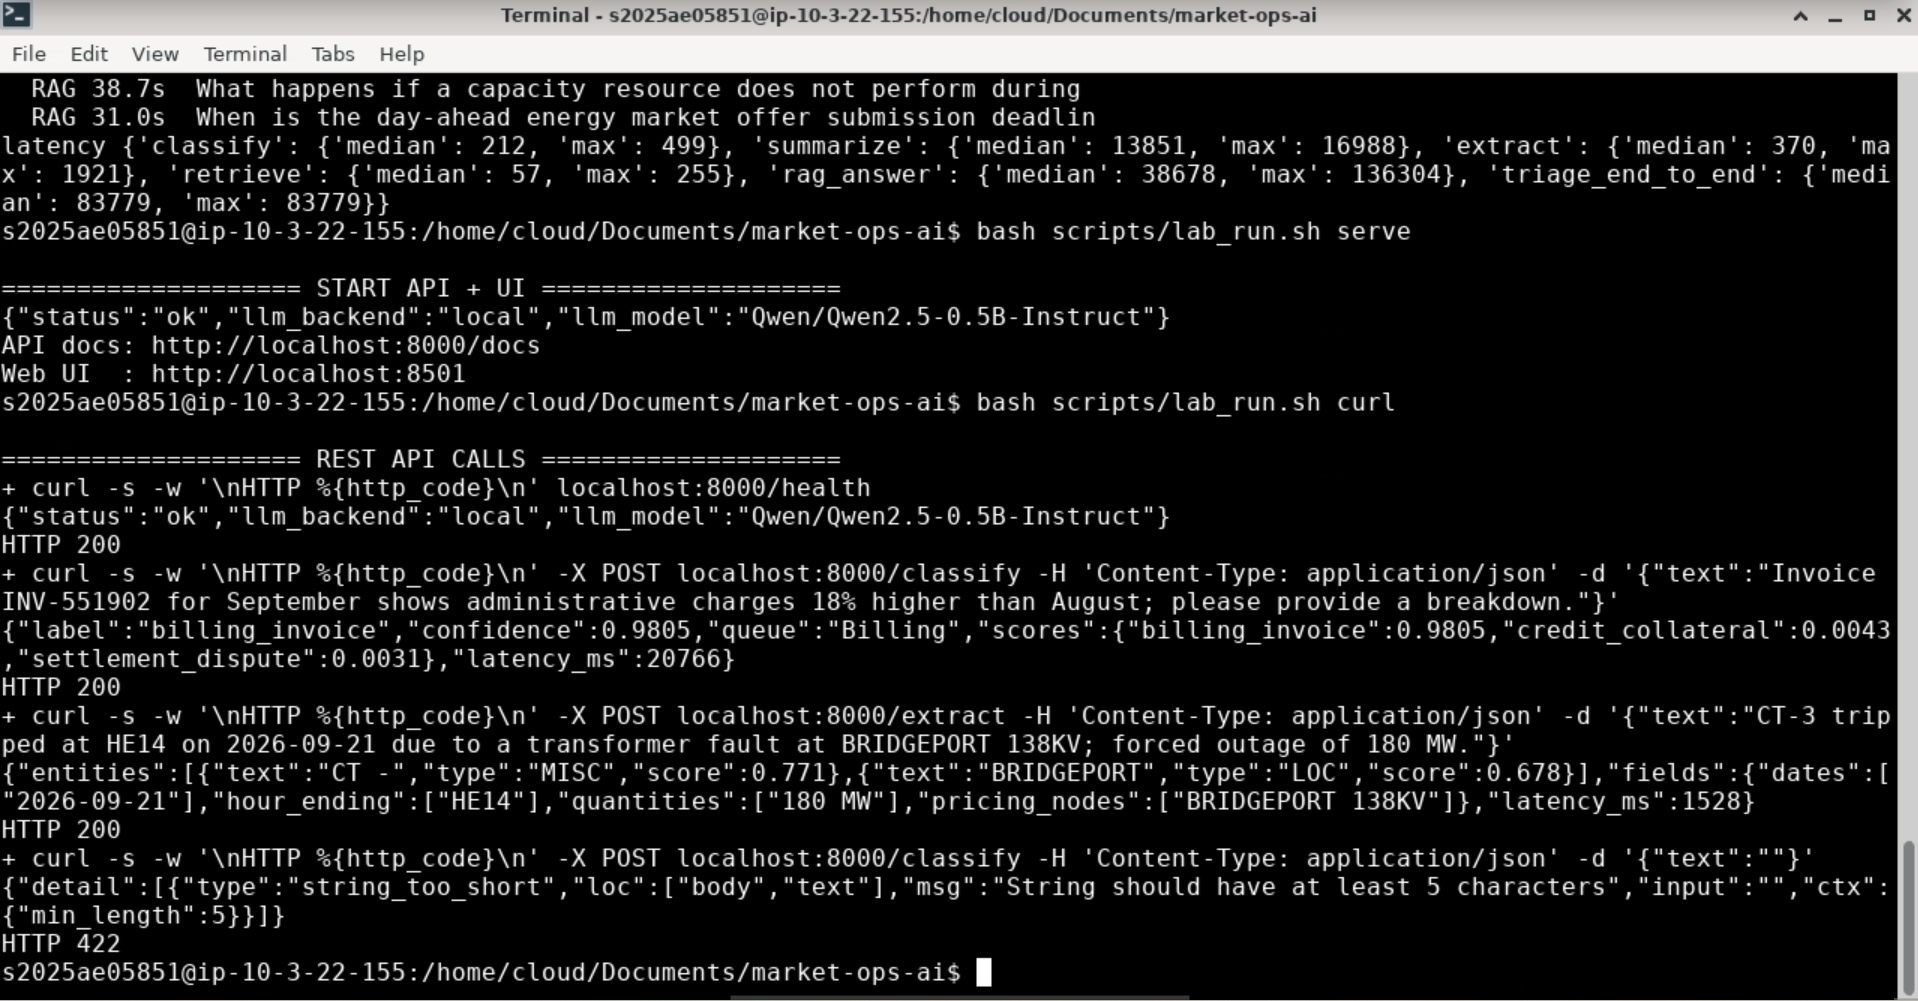 Terminal - s2025ae05851@ip-10-3-22-155:/home/cloud/Documents/market-ops-ai
File Edit View Terminal Tabs Help
  RAG 38.7s  What happens if a capacity resource does not perform during
  RAG 31.0s  When is the day-ahead energy market offer submission deadlin
latency {'classify': {'median': 212, 'max': 499}, 'summarize': {'median': 13851, 'max': 16988}, 'extract': {'median': 370, 'ma
x': 1921}, 'retrieve': {'median': 57, 'max': 255}, 'rag_answer': {'median': 38678, 'max': 136304}, 'triage_end_to_end': {'medi
an': 83779, 'max': 83779}}
s2025ae05851@ip-10-3-22-155:/home/cloud/Documents/market-ops-ai$ bash scripts/lab_run.sh serve
==================== START API + UI ====================
{"status":"ok","llm_backend":"local","llm_model":"Qwen/Qwen2.5-0.5B-Instruct"}
API docs: http://localhost:8000/docs
Web UI  : http://localhost:8501
s2025ae05851@ip-10-3-22-155:/home/cloud/Documents/market-ops-ai$ bash scripts/lab_run.sh curl
==================== REST API CALLS ====================
+ curl -s -w '\nHTTP %{http_code}\n' localhost:8000/health
{"status":"ok","llm_backend":"local","llm_model":"Qwen/Qwen2.5-0.5B-Instruct"}
HTTP 200
+ curl -s -w '\nHTTP %{http_code}\n' -X POST localhost:8000/classify -H 'Content-Type: application/json' -d '{"text":"Invoice
INV-551902 for September shows administrative charges 18% higher than August; please provide a breakdown."}'
{"label":"billing_invoice","confidence":0.9805,"queue":"Billing","scores":{"billing_invoice":0.9805,"credit_collateral":0.0043
,"settlement_dispute":0.0031},"latency_ms":20766}
HTTP 200
+ curl -s -w '\nHTTP %{http_code}\n' -X POST localhost:8000/extract -H 'Content-Type: application/json' -d '{"text":"CT-3 trip
ped at HE14 on 2026-09-21 due to a transformer fault at BRIDGEPORT 138KV; forced outage of 180 MW."}'
{"entities":[{"text":"CT -","type":"MISC","score":0.771},{"text":"BRIDGEPORT","type":"LOC","score":0.678}],"fields":{"dates":[
"2026-09-21"],"hour_ending":["HE14"],"quantities":["180 MW"],"pricing_nodes":["BRIDGEPORT 138KV"]},"latency_ms":1528}
HTTP 200
+ curl -s -w '\nHTTP %{http_code}\n' -X POST localhost:8000/classify -H 'Content-Type: application/json' -d '{"text":""}'
{"detail":[{"type":"string_too_short","loc":["body","text"],"msg":"String should have at least 5 characters","input":"","ctx":
{"min_length":5}}]}
HTTP 422
s2025ae05851@ip-10-3-22-155:/home/cloud/Documents/market-ops-ai$